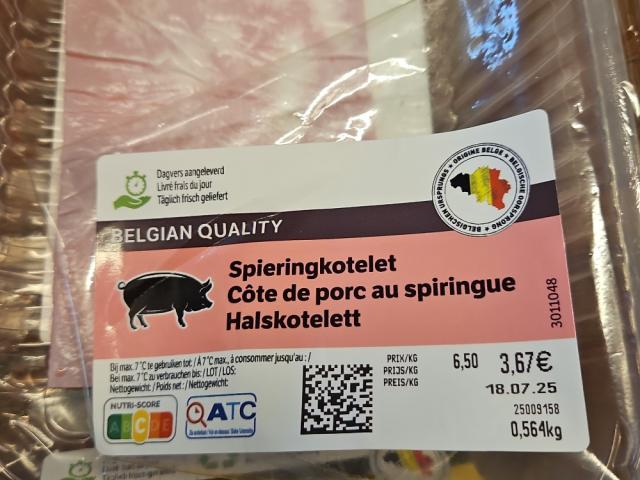 Dagvers aangeleverd
Livré frais du jour
Täglich frisch geliefert
ORIGINE BELGE ★ BELGISCHE OORSPRONG ★ BELGISCHEN URSPRUNGS ★
BELGIAN QUALITY
Spieringkotelet
Côte de porc au spiringue
Halskotelett
3011048
Bij max. 7 °C te gebruiken tot: / À 7 °C max., à consommer jusqu'au: /
Bei max. 7 °C zu verbrauchen bis: / LOT / LOS:
Nettogewicht: / Poids net: / Nettogewicht:
PRIX/KG
PRIJS/KG
PREIS/KG
6,50 3,67€
18.07.25
25009158
0,564kg
NUTRI-SCORE
A B C D E
ATC